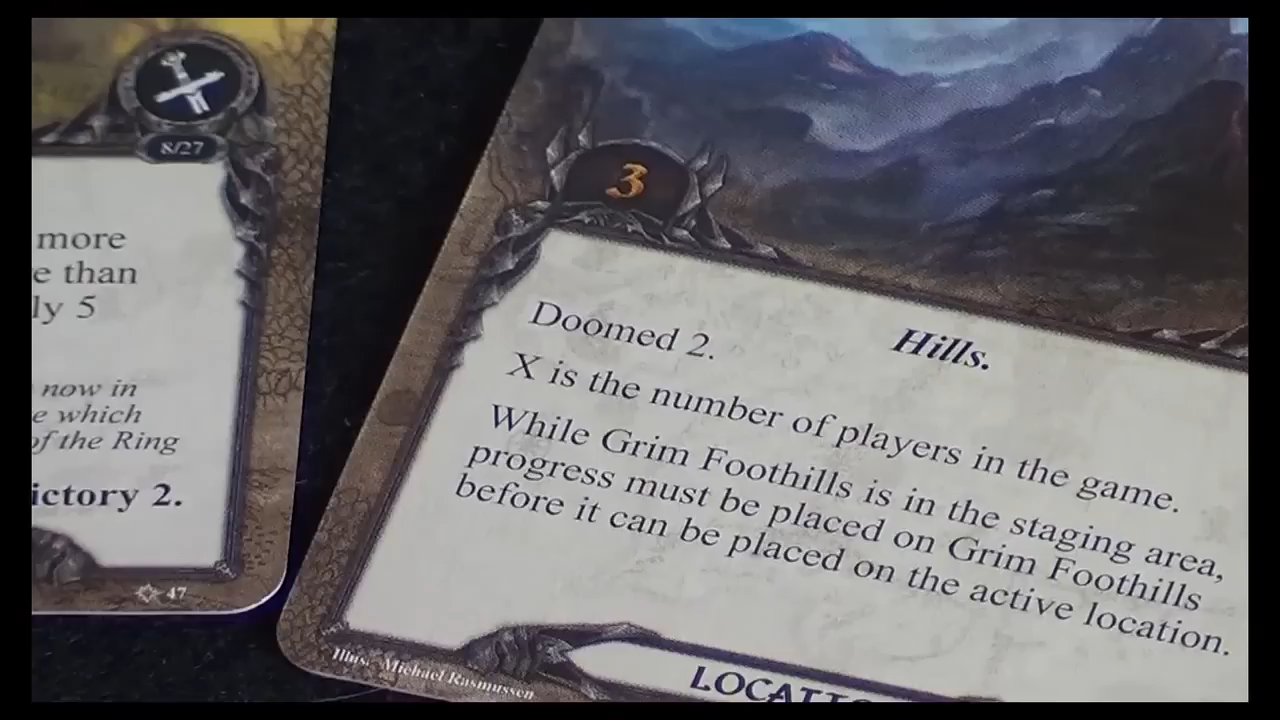 8/27
more
e than
ly 5
now in
e which
of the Ring
ictory 2.
47
3
Hills.
Doomed 2.
X is the number of players in the game.
While Grim Foothills is in the staging area,
progress must be placed on Grim Foothills
before it can be placed on the active location.
Illus. Michael Rasmussen
LOCATIO